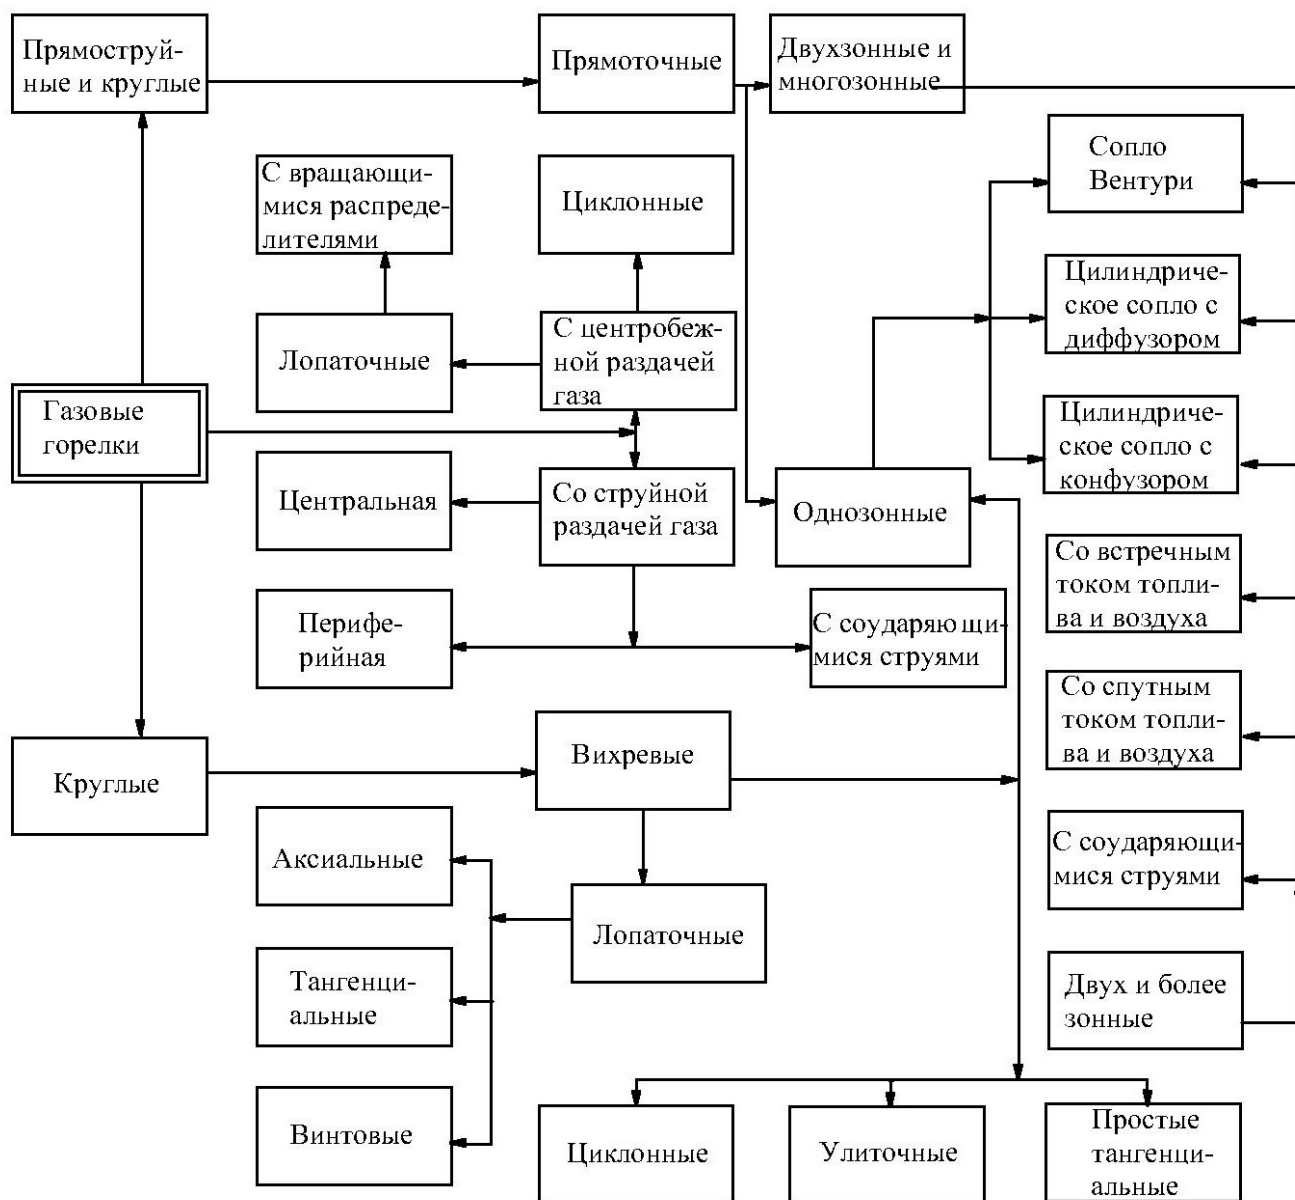 Прямоструй-
ные и круглые
Прямоточные
Двухзонные и
многозонные
Сопло
Вентури
С вращающи-
мися распреде-
лителями
Циклонные
Цилиндриче-
ское сопло с
диффузором
Лопаточные
С центробеж-
ной раздачей
газа
Газовые
горелки
Цилиндриче-
ское сопло с
конфузором
Центральная
Со струйной
раздачей газа
Однозонные
Со встречным
током топли-
ва и воздуха
Перифе-
рийная
С соударяющи-
мися струями
Со спутным
током топли-
ва и воздуха
Круглые
Вихревые
Аксиальные
С соударяющи-
мися струями
Лопаточные
Тангенци-
альные
Двух и более
зонные
Винтовые
Циклонные
Улиточные
Простые
тангенци-
альные